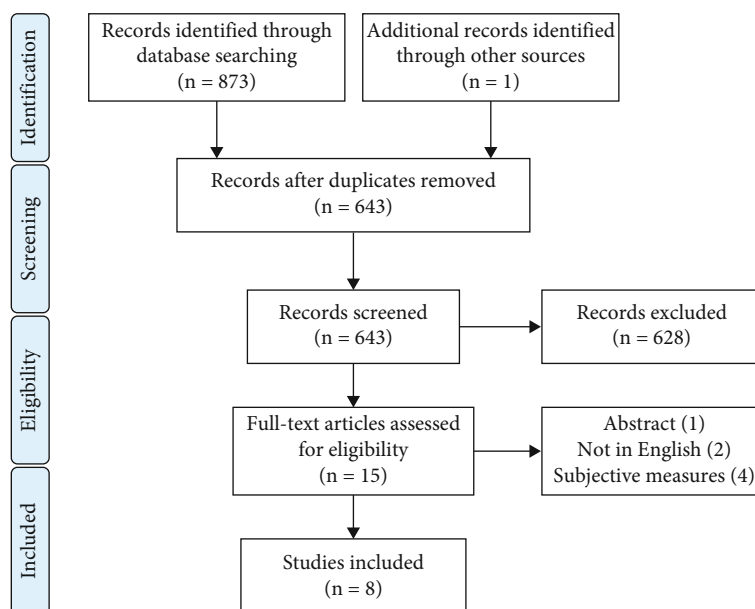 Identification
Records identified through
database searching
(n = 873)
Additional records identified
through other sources
(n = 1)
Screening
Records after duplicates removed
(n = 643)
Records screened
(n = 643)
Records excluded
(n = 628)
Eligibility
Full-text articles assessed
for eligibility
(n = 15)
Abstract (1)
Not in English (2)
Subjective measures (4)
Included
Studies included
(n = 8)